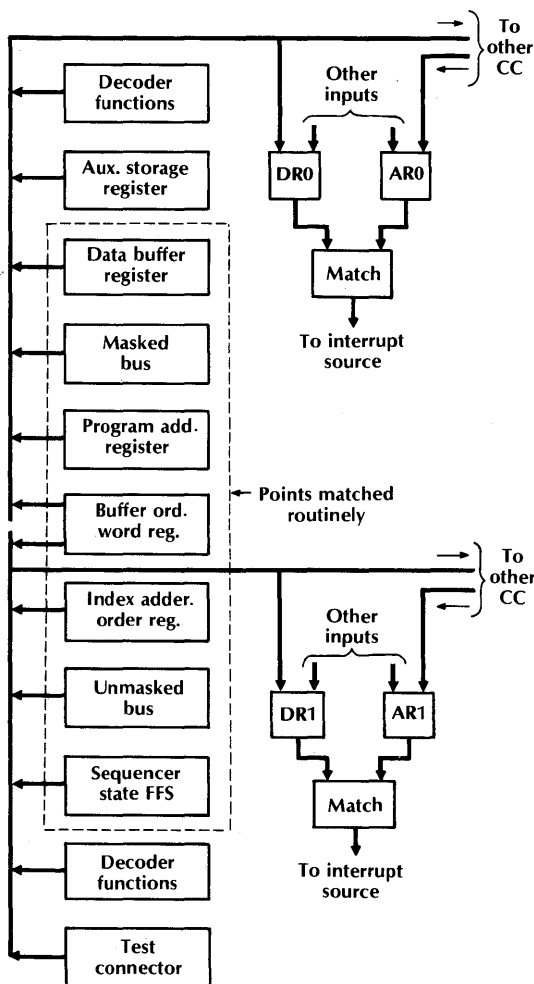 To
other
CC
Decoder
functions
Other
inputs
Aux. storage
register
DR0
AR0
Data buffer
register
Match
To interrupt
source
Masked
bus
Program add.
register
Points matched
routinely
Buffer ord.
word reg.
To
other
CC
Index adder.
order reg.
Other
inputs
Unmasked
bus
DR1
AR1
Sequencer
state FFS
Match
To interrupt
source
Decoder
functions
Test
connector